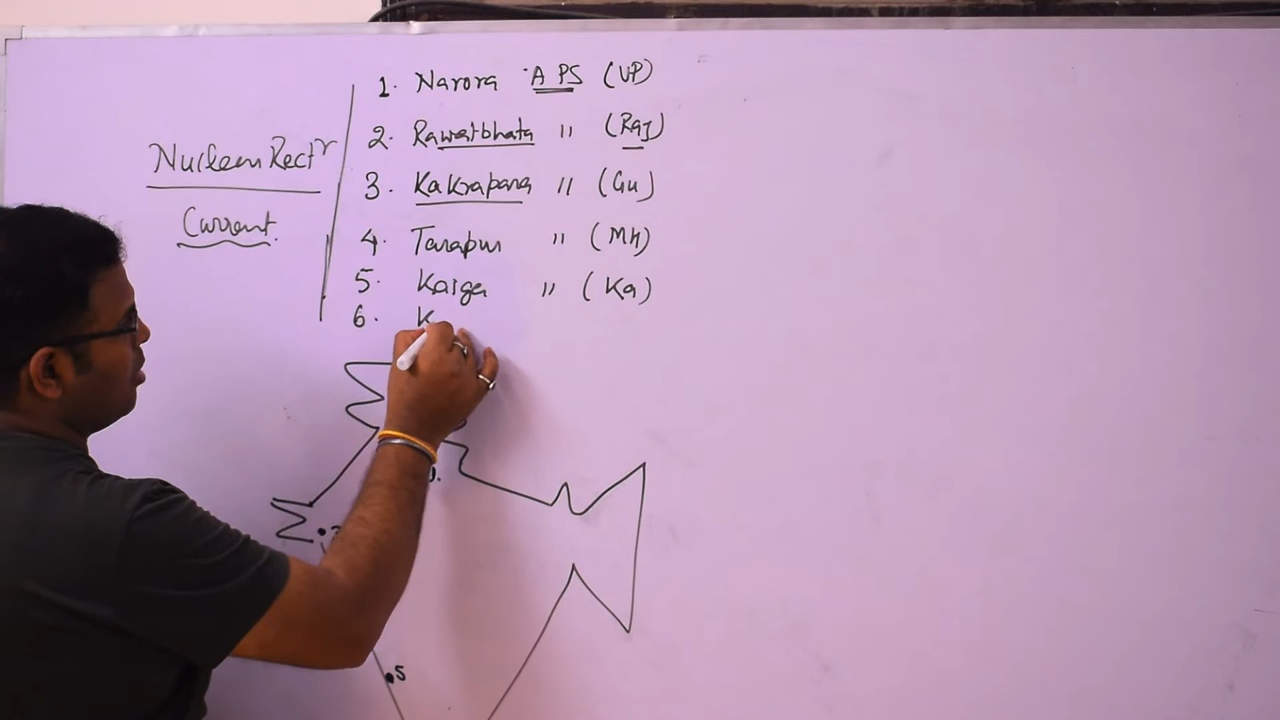 1. Narora APS (UP)
2. Rawatbhata " (Raj)
3. Kakrapara " (Gu)
4. Tarapur " (MH)
5. Kaiga " (Ka)
6. K
Nuclear Rectr
Current.
5